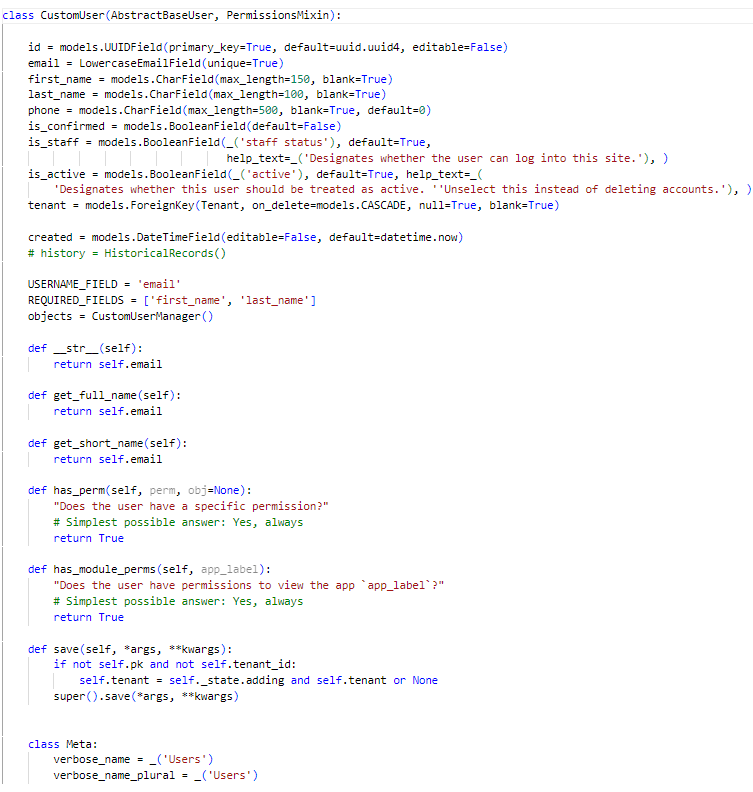 class CustomUser(AbstractBaseUser, PermissionsMixin):
id = models.UUIDField(primary_key=True, default=uuid.uuid4, editable=False)
email = LowercaseEmailField(unique=True)
first_name = models.CharField(max_length=150, blank=True)
last_name = models.CharField(max_length=100, blank=True)
phone = models.CharField(max_length=500, blank=True, default=0)
is_confirmed = models.BooleanField(default=False)
is_staff = models.BooleanField(_('staff status'), default=True,
help_text=_('Designates whether the user can log into this site.'), )
is_active = models.BooleanField(_('active'), default=True, help_text=_(
'Designates whether this user should be treated as active. ''Unselect this instead of deleting accounts.'), )
tenant = models.ForeignKey(Tenant, on_delete=models.CASCADE, null=True, blank=True)
created = models.DateTimeField(editable=False, default=datetime.now)
# history = HistoricalRecords()
USERNAME_FIELD = 'email'
REQUIRED_FIELDS = ['first_name', 'last_name']
objects = CustomUserManager()
def __str__(self):
return self.email
def get_full_name(self):
return self.email
def get_short_name(self):
return self.email
def has_perm(self, perm, obj=None):
"Does the user have a specific permission?"
# Simplest possible answer: Yes, always
return True
def has_module_perms(self, app_label):
"Does the user have permissions to view the app `app_label`?"
# Simplest possible answer: Yes, always
return True
def save(self, *args, **kwargs):
if not self.pk and not self.tenant_id:
self.tenant = self._state.adding and self.tenant or None
super().save(*args, **kwargs)
class Meta:
verbose_name = _('Users')
verbose_name_plural = _('Users')